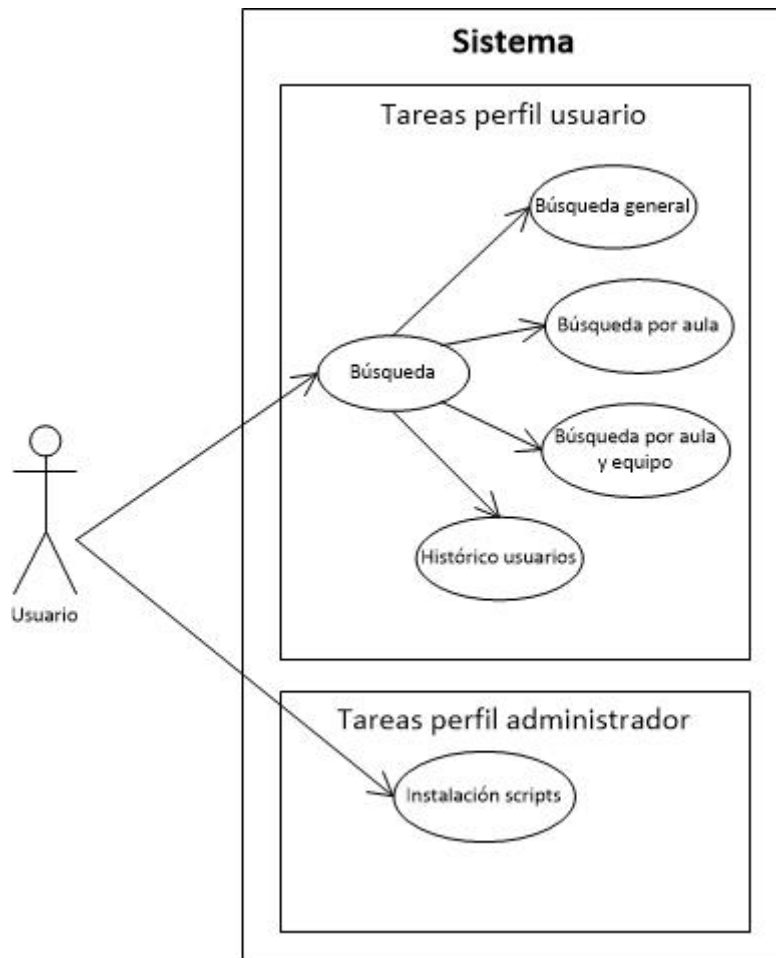 Sistema
Tareas perfil usuario
Búsqueda general
Búsqueda por aula
Búsqueda
Búsqueda por aula
y equipo
Histórico usuarios
Usuario
Tareas perfil administrador
Instalación scripts